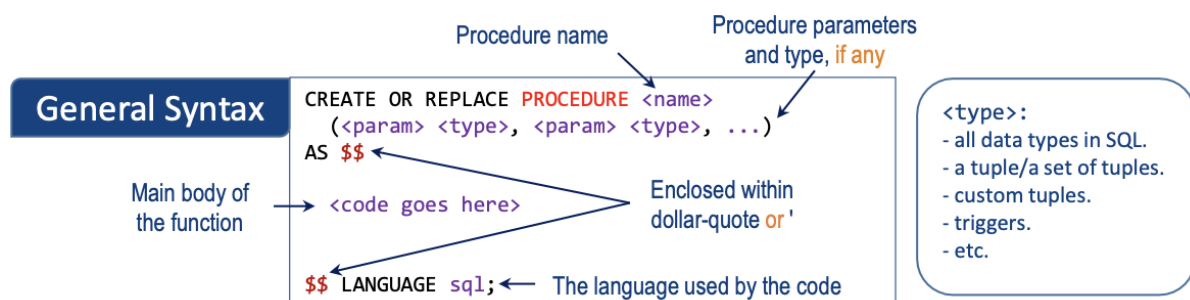 Procedure name
Procedure parameters
and type, if any
General Syntax
CREATE OR REPLACE PROCEDURE <name>
(<param> <type>, <param> <type>, ...)
AS $$
Main body of
the function
<code goes here>
Enclosed within
dollar-quote or '
$$ LANGUAGE sql;
The language used by the code
<type>:
- all data types in SQL.
- a tuple/a set of tuples.
- custom tuples.
- triggers.
- etc.